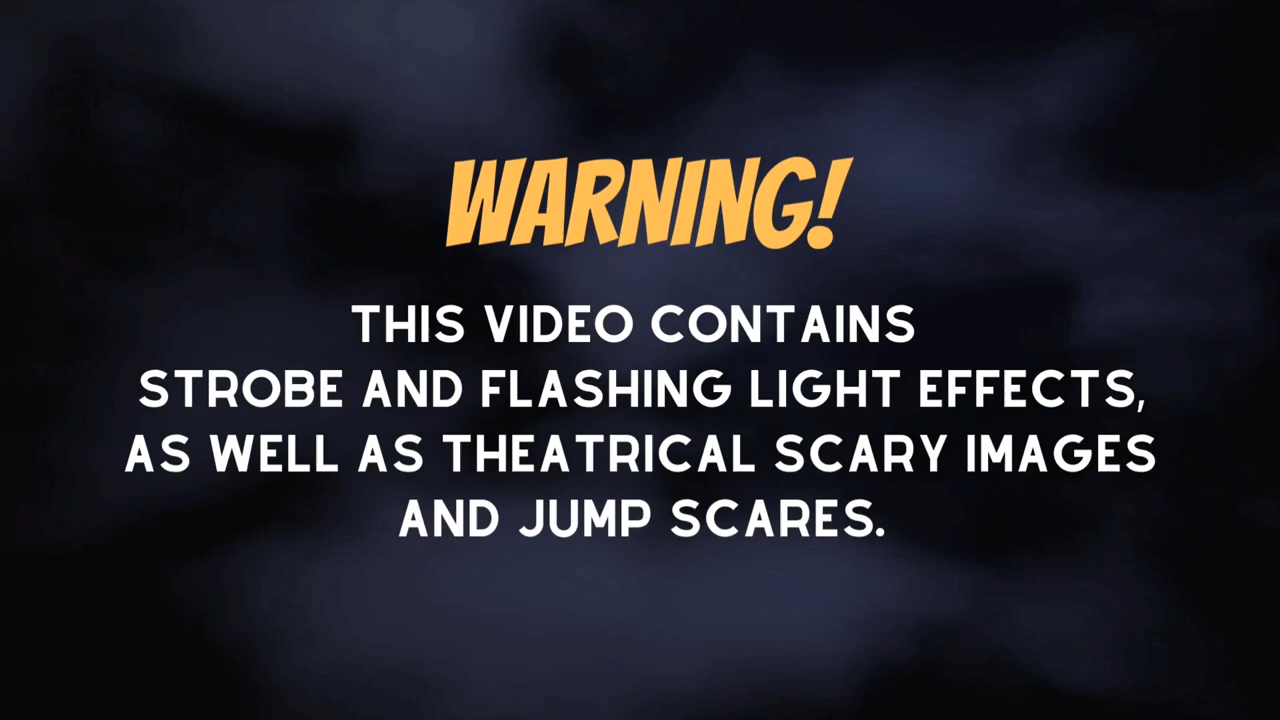 WARNING!
THIS VIDEO CONTAINS
STROBE AND FLASHING LIGHT EFFECTS,
AS WELL AS THEATRICAL SCARY IMAGES
AND JUMP SCARES.